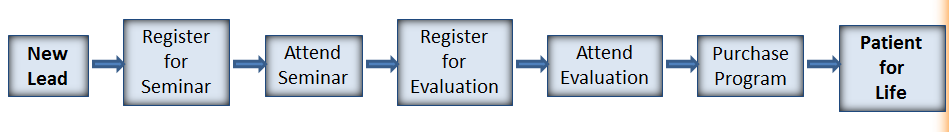 New
Lead
Register
for
Seminar
Attend
Seminar
Register
for
Evaluation
Attend
Evaluation
Purchase
Program
Patient
for
Life